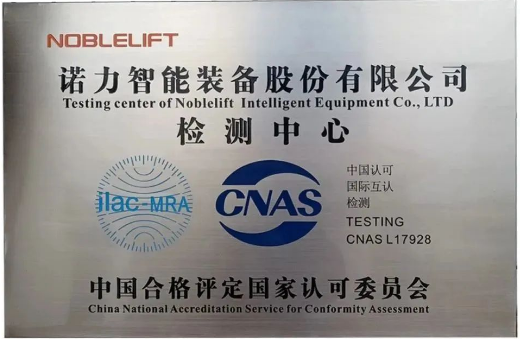 NOBLELIFT
诺力智能装备股份有限公司
Testing center of Noblelift Intelligent Equipment Co., LTD
检测中心
ilac-MRA
CNAS
中国认可
国际互认
检测
TESTING
CNAS L17928
中国合格评定国家认可委员会
China National Accreditation Service for Conformity Assessment